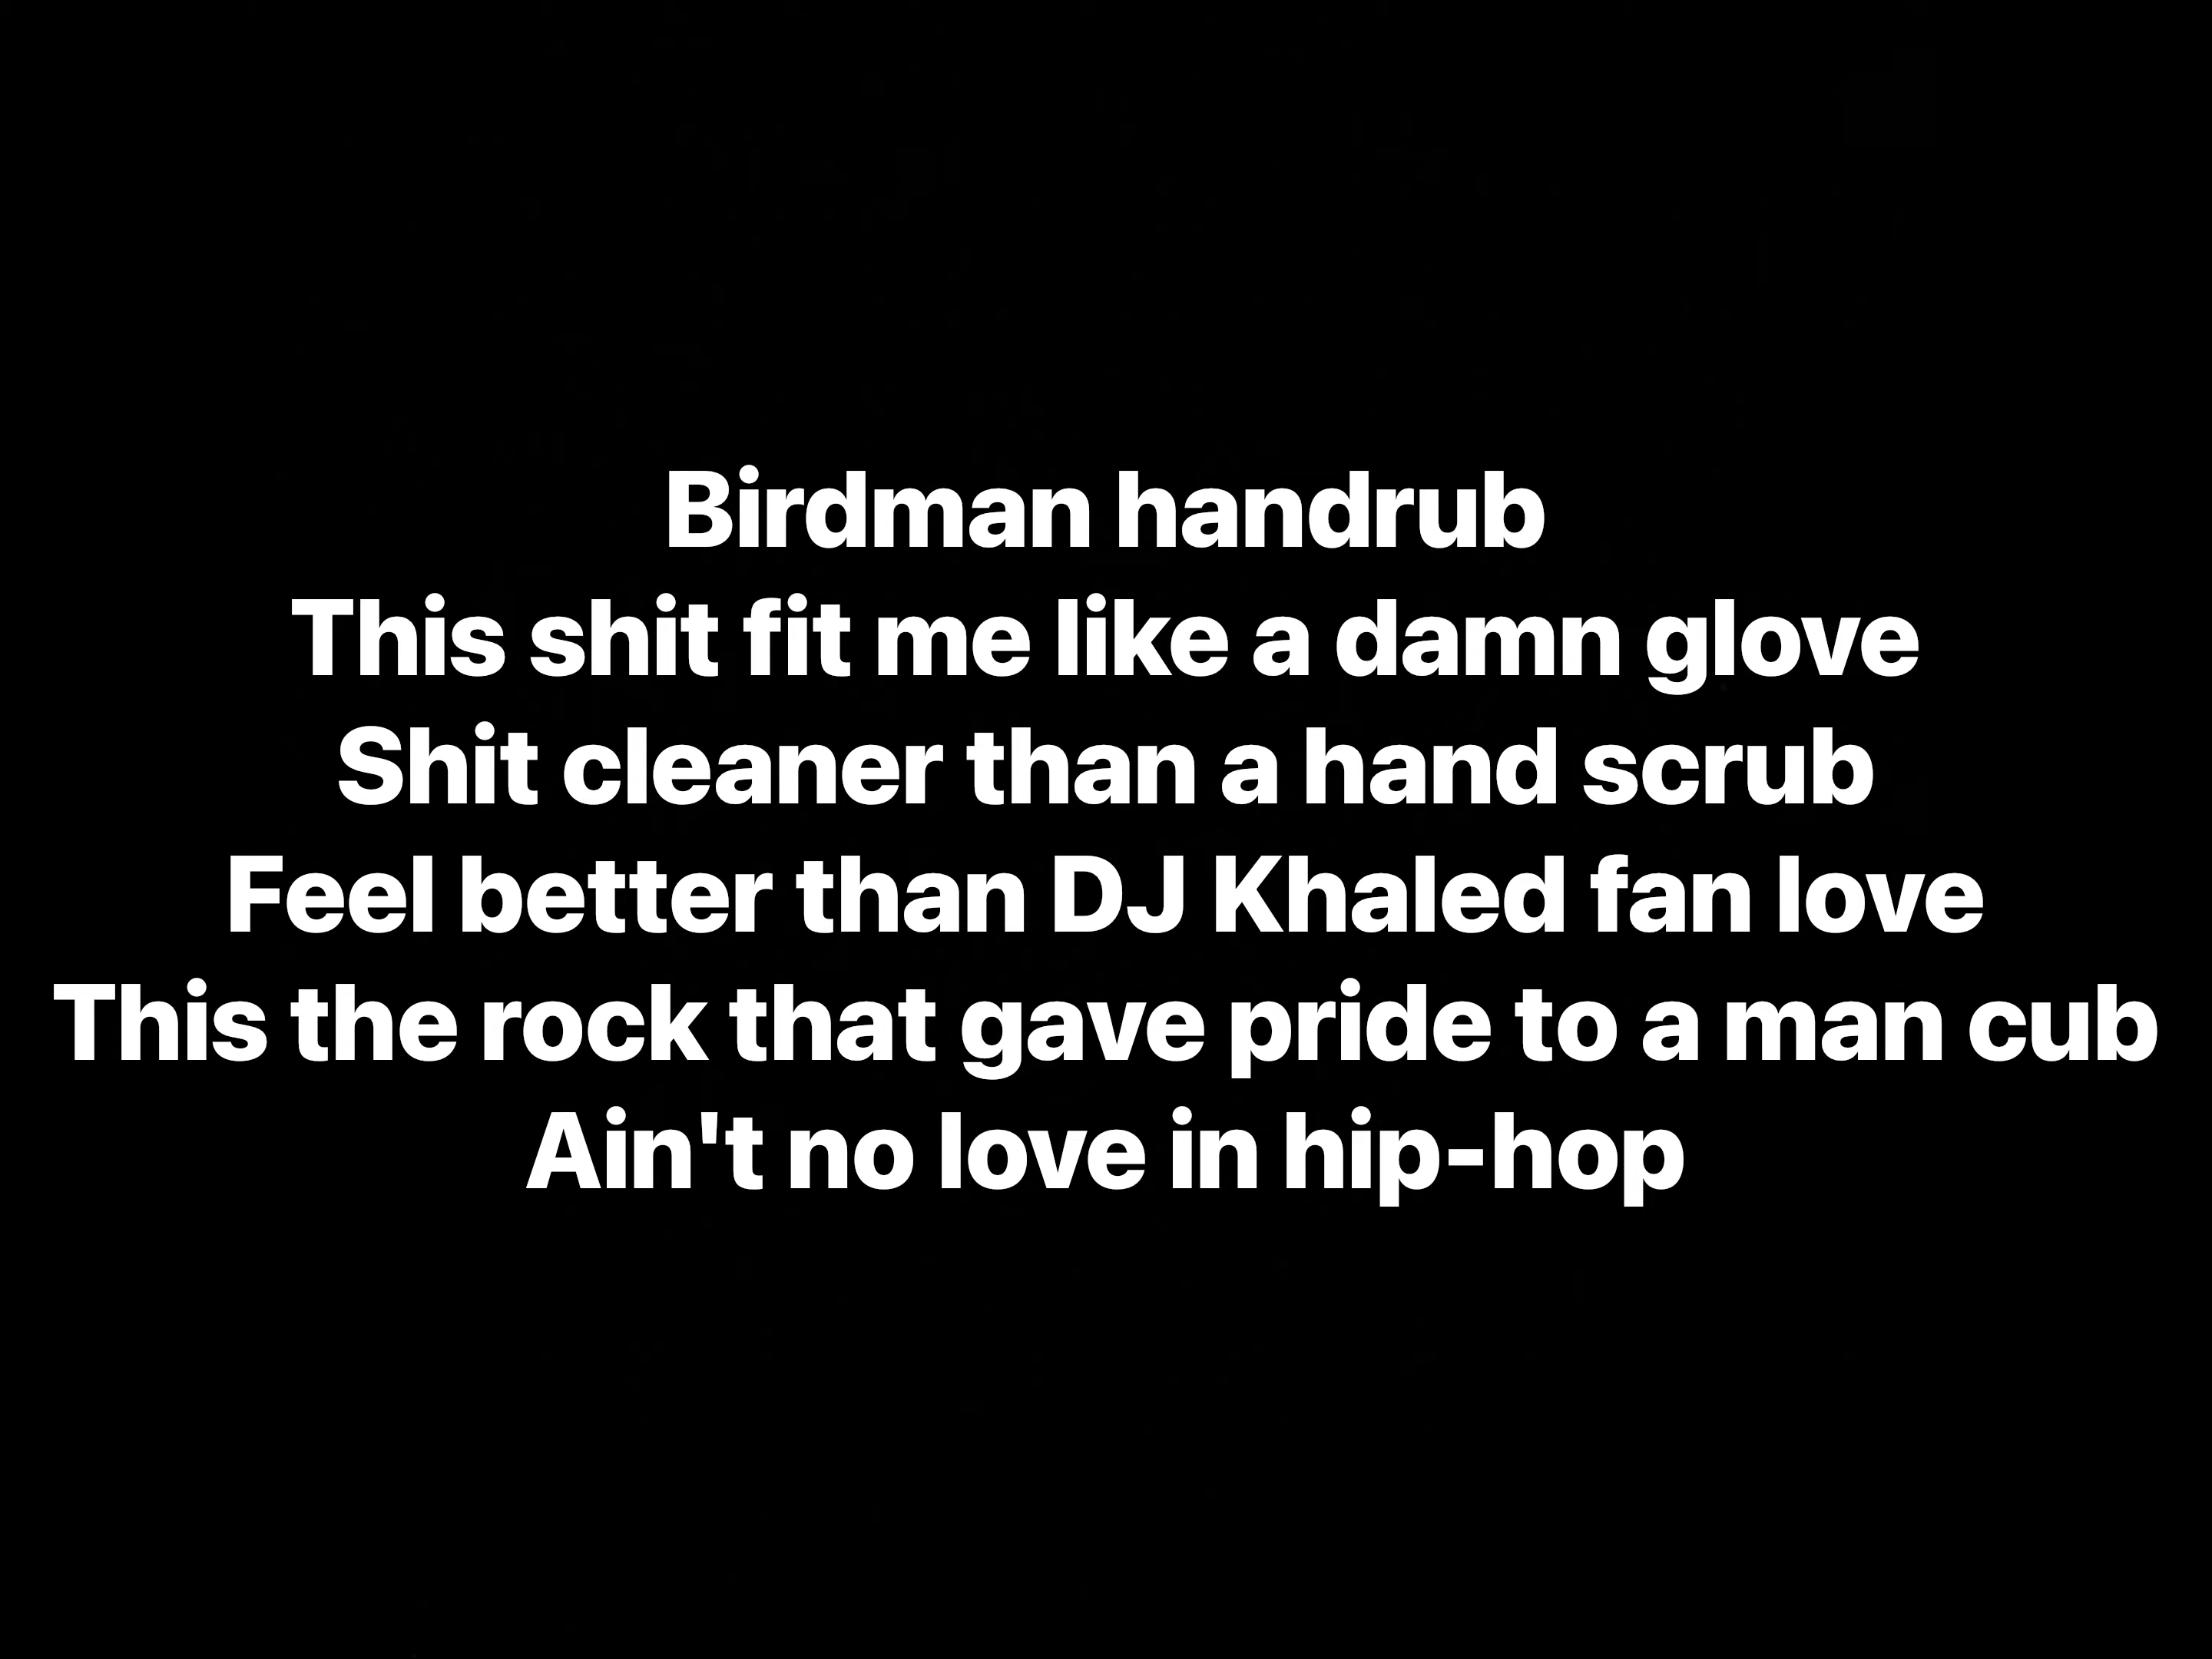 Birdman handrub
This shit fit me like a damn glove
Shit cleaner than a hand scrub
Feel better than DJ Khaled fan love
This the rock that gave pride to a man cub
Ain't no love in hip-hop